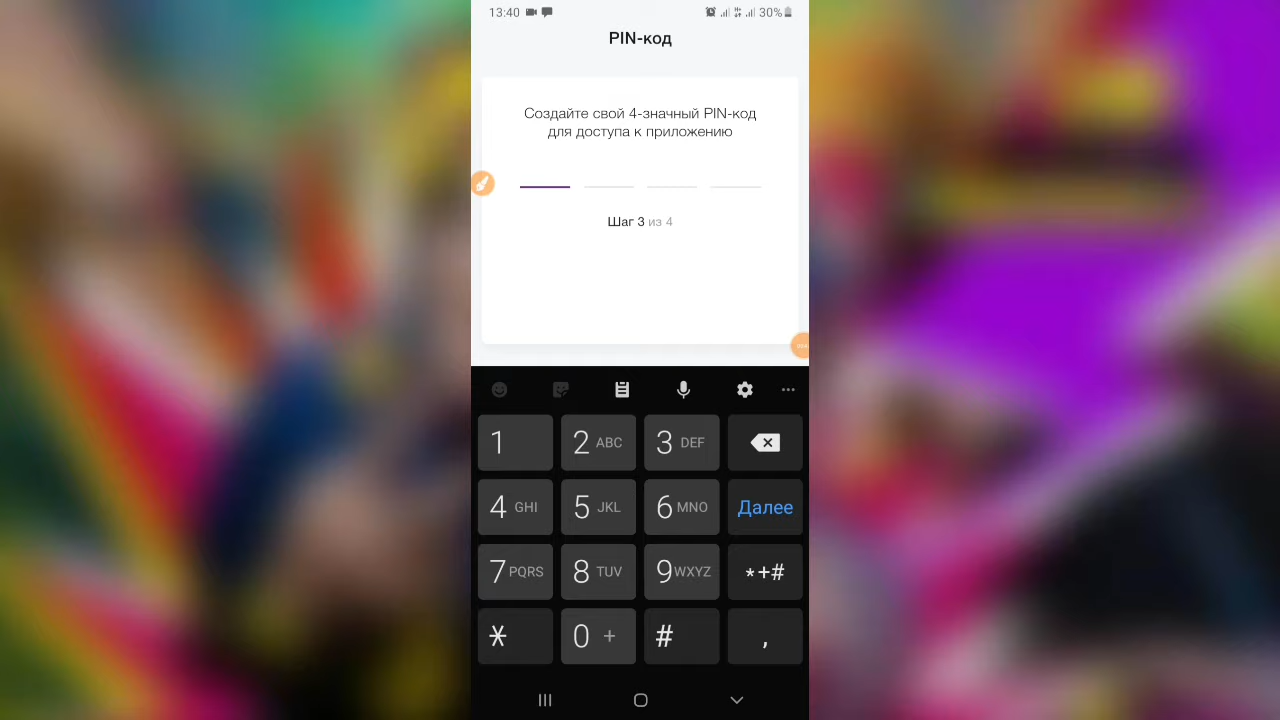 13:40 30%
PIN-код
Создайте свой 4-значный PIN-код
для доступа к приложению
Шаг 3 из 4
1 2 ABC 3 DEF
4 GHI 5 JKL 6 MNO Далее
7 PQRS 8 TUV 9 WXYZ *+#
* 0 + # ,